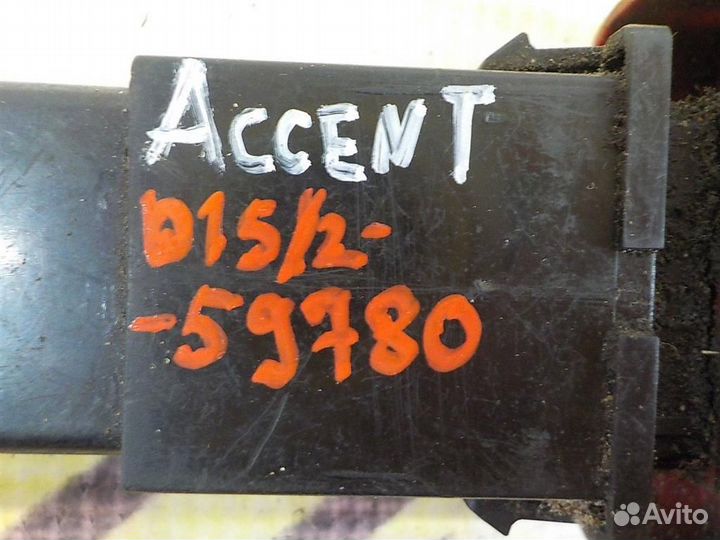 ACCENT
D15/2-
-59780
Avito